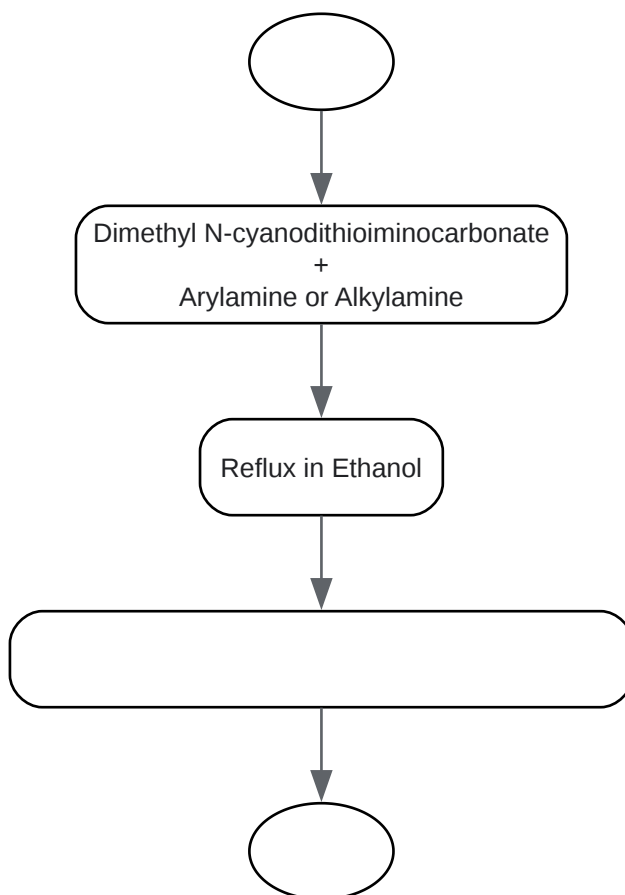 Dimethyl N-cyanodithioiminocarbonate
+
Arylamine or Alkylamine
Reflux in Ethanol